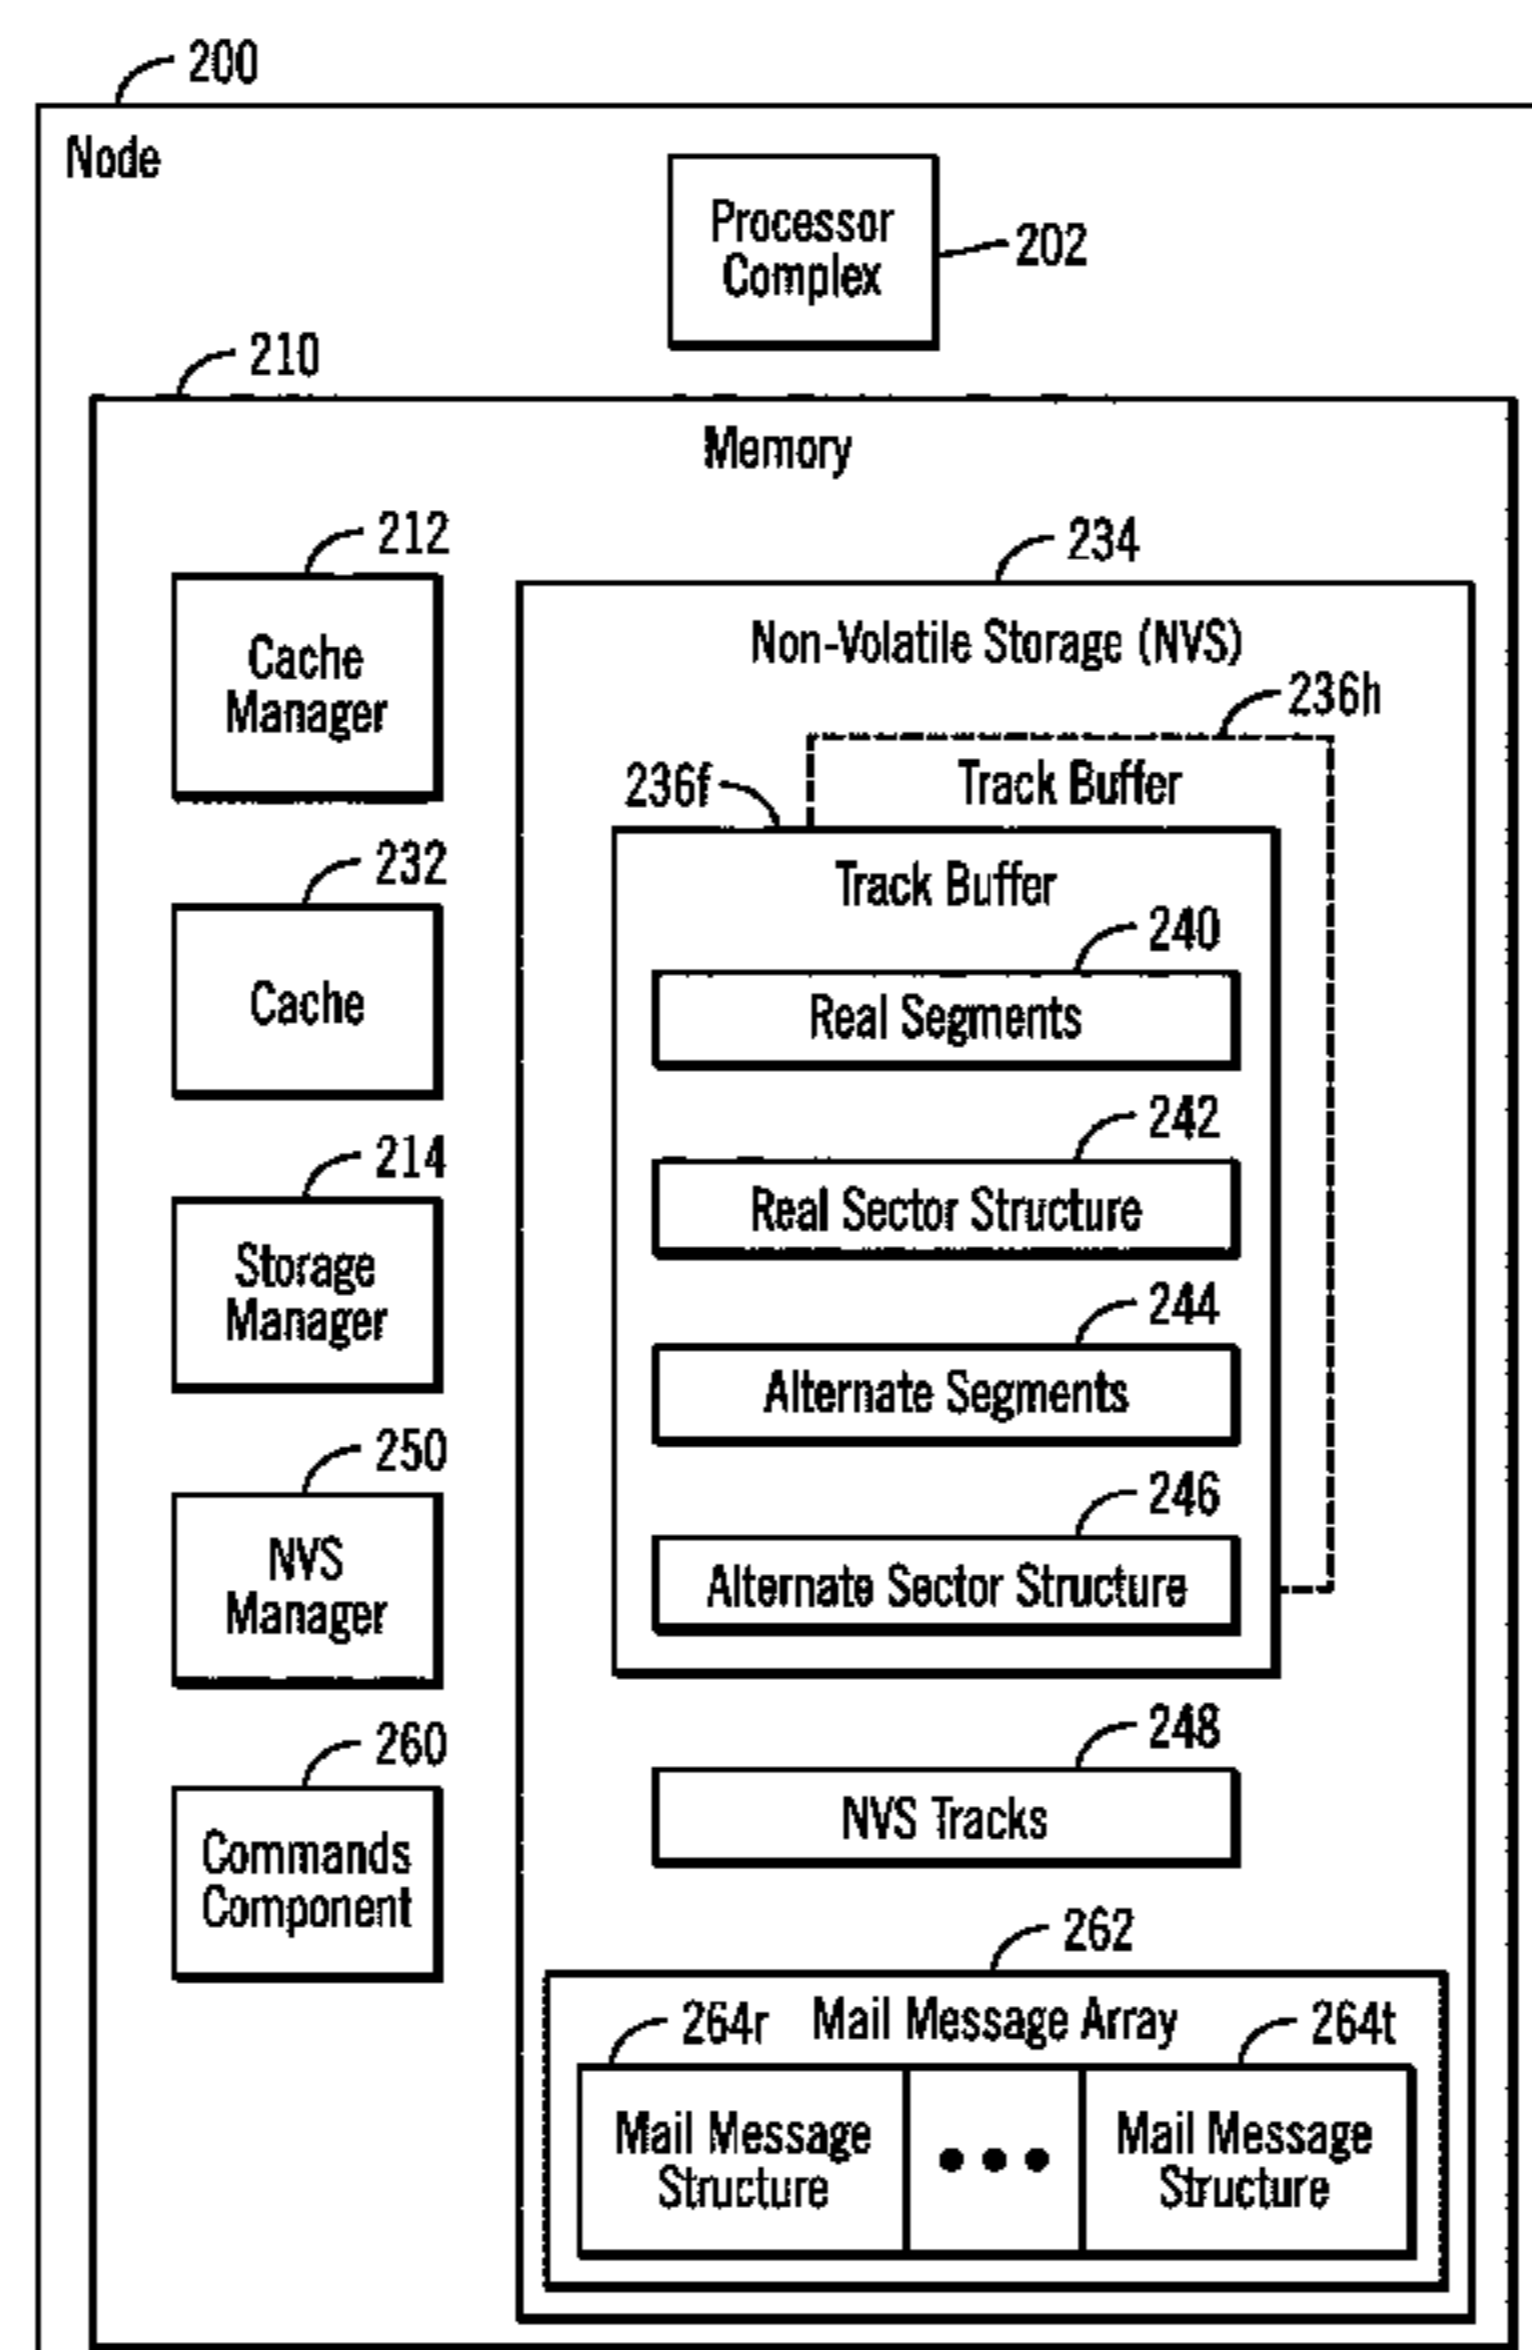 200
Node
Processor
Complex
202
210
Memory
212
Cache
Manager
232
Cache
214
Storage
Manager
250
NVS
Manager
260
Commands
Component
234
Non-Volatile Storage (NVS)
236h
Track Buffer
236f
Track Buffer
240
Real Segments
242
Real Sector Structure
244
Alternate Segments
246
Alternate Sector Structure
248
NVS Tracks
262
264r Mail Message Array 264t
Mail Message
Structure
Mail Message
Structure